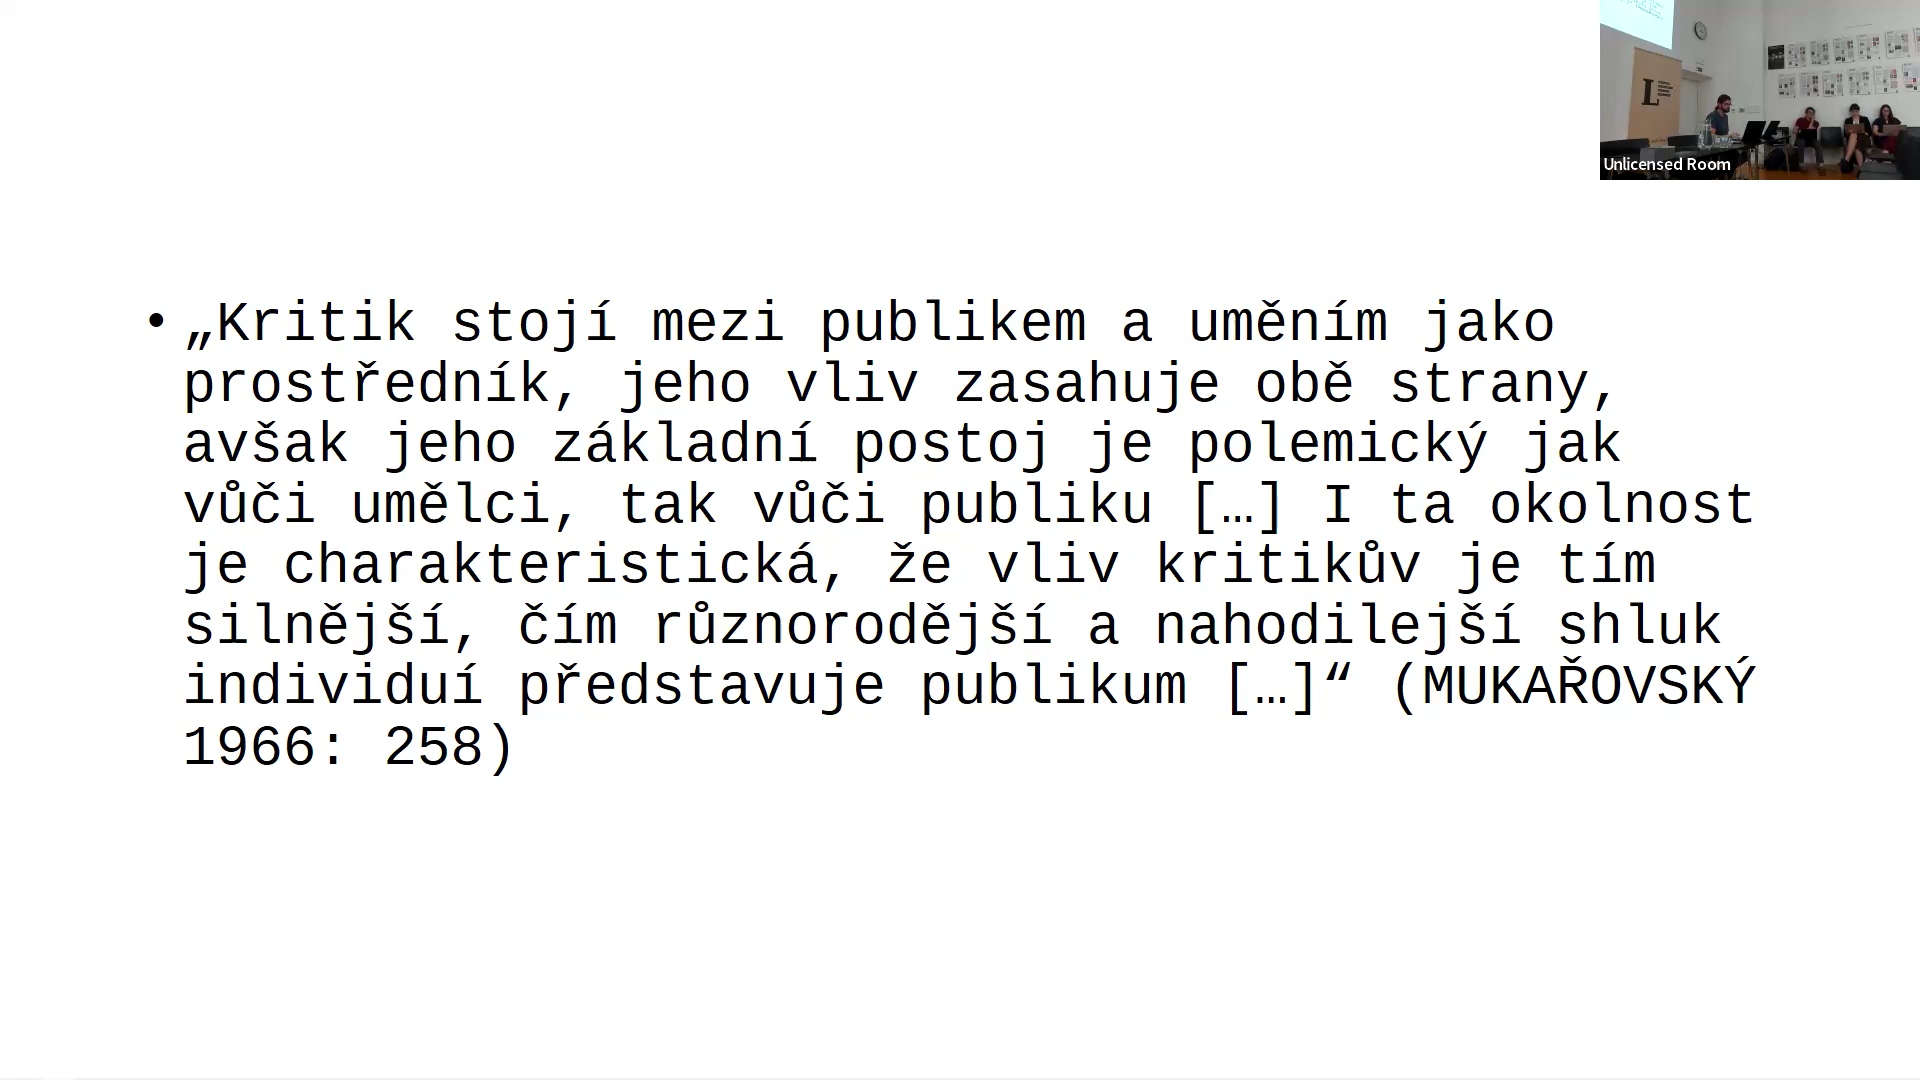 • „Kritik stojí mezi publikem a uměním jako
prostředník, jeho vliv zasahuje obě strany,
avšak jeho základní postoj je polemický jak
vůči umělci, tak vůči publiku […] I ta okolnost
je charakteristická, že vliv kritikův je tím
silnější, čím různorodější a nahodilejší shluk
individuí představuje publikum […]“ (MUKAŘOVSKÝ
1966: 258)
L
Unlicensed Room